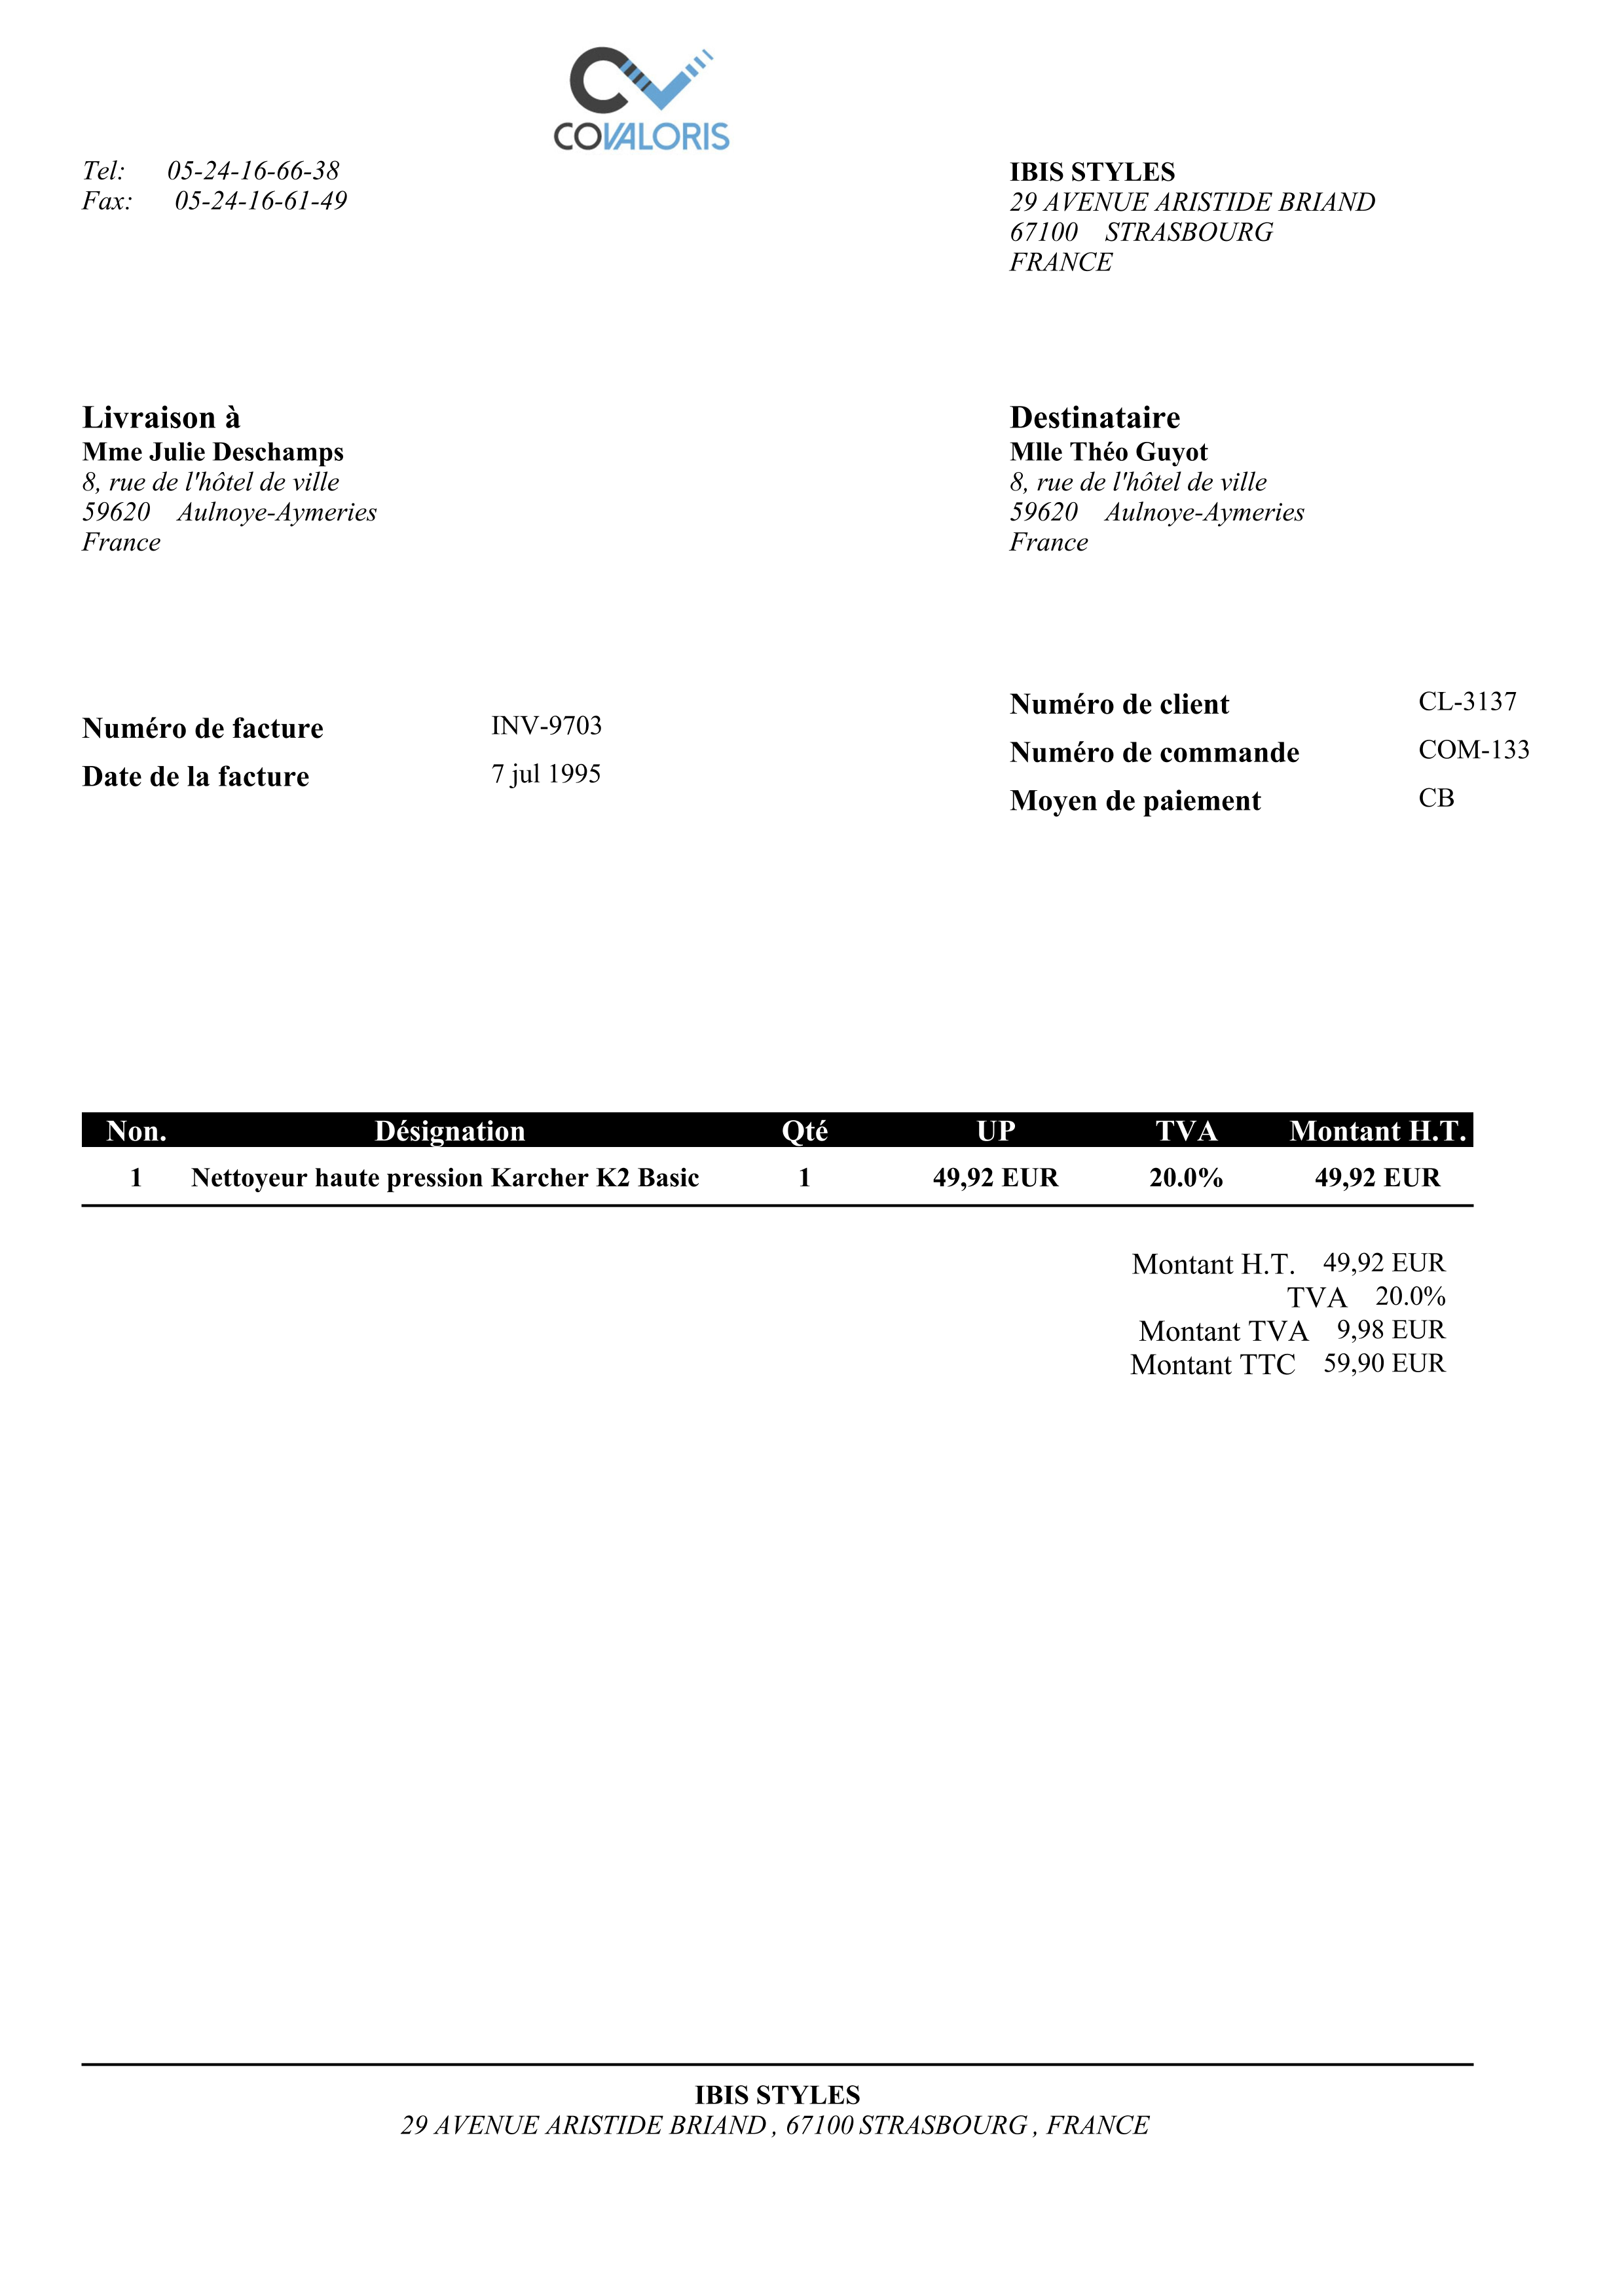 COVALORIS
Tel: 05-24-16-66-38
Fax: 05-24-16-61-49
IBIS STYLES
29 AVENUE ARISTIDE BRIAND
67100 STRASBOURG
FRANCE
Livraison à
Mme Julie Deschamps
8, rue de l'hôtel de ville
59620 Aulnoye-Aymeries
France
Destinataire
Mlle Théo Guyot
8, rue de l'hôtel de ville
59620 Aulnoye-Aymeries
France
Numéro de facture INV-9703
Date de la facture 7 jul 1995
Numéro de client CL-3137
Numéro de commande COM-133
Moyen de paiement CB
Non. Désignation Qté UP TVA Montant H.T.
1 Nettoyeur haute pression Karcher K2 Basic 1 49,92 EUR 20.0% 49,92 EUR
Montant H.T. 49,92 EUR
TVA 20.0%
Montant TVA 9,98 EUR
Montant TTC 59,90 EUR
IBIS STYLES
29 AVENUE ARISTIDE BRIAND , 67100 STRASBOURG , FRANCE